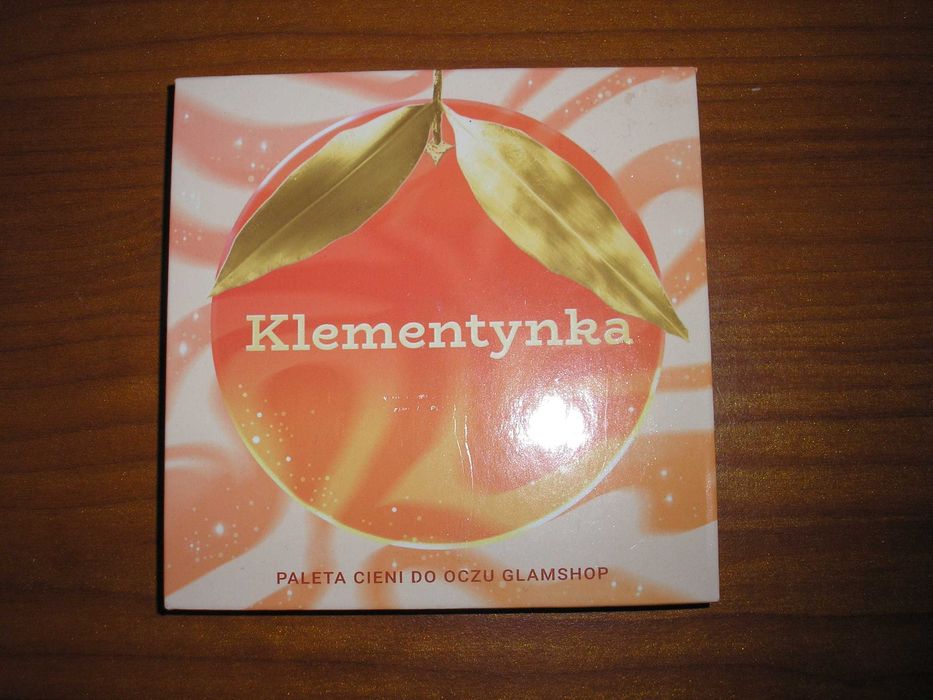 Klementynka
PALETA CIENI DO OCZU GLAMSHOP